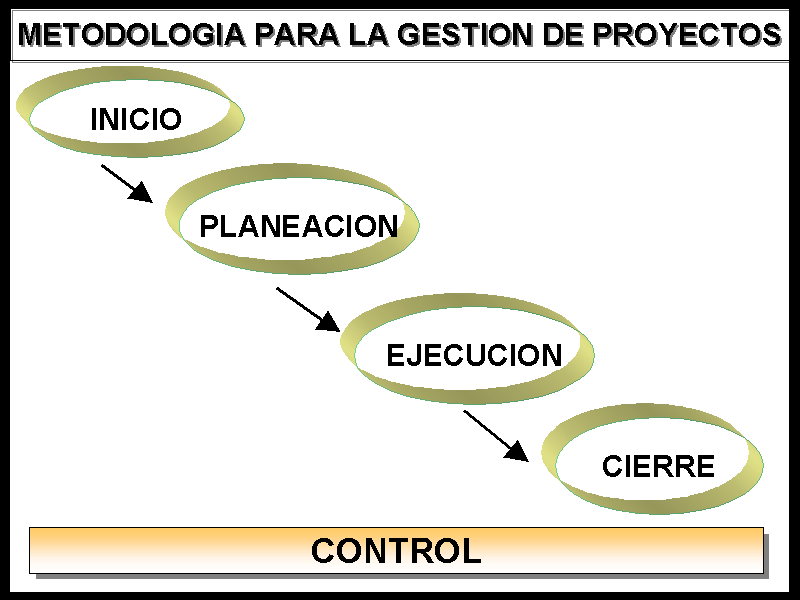 METODOLOGIA PARA LA GESTION DE PROYECTOS
INICIO
PLANEACION
EJECUCION
CIERRE
CONTROL